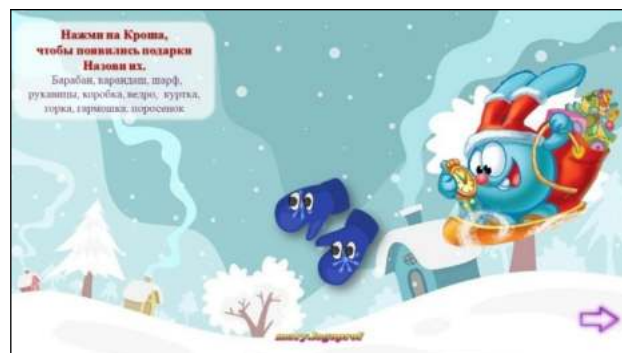 Нажми на Кроша,
чтобы появились подарки
Назови их.
Барабан, карандаш, шарф,
рукавицы, коробка, ведро, куртка,
горка, гармошка, поросенок